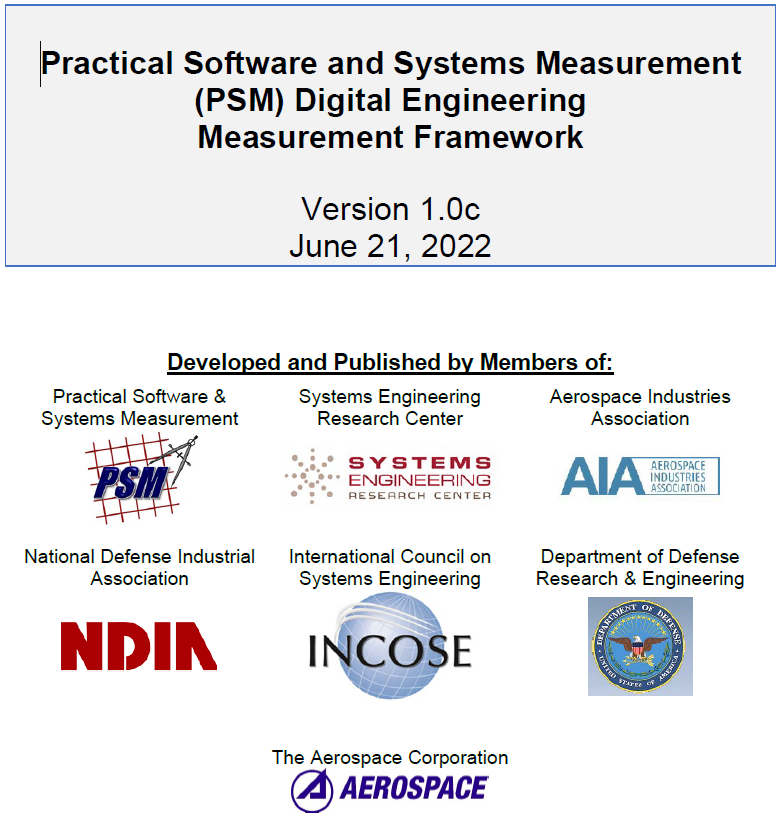 Practical Software and Systems Measurement
(PSM) Digital Engineering
Measurement Framework
Version 1.0c
June 21, 2022
Developed and Published by Members of:
Practical Software &
Systems Measurement
PSM
Systems Engineering
Research Center
SYSTEMS
ENGINEERING
RESEARCH CENTER
Aerospace Industries
Association
AIA AEROSPACE
INDUSTRIES
ASSOCIATION
National Defense Industrial
Association
NDIA
International Council on
Systems Engineering
INCOSE
Department of Defense
Research & Engineering
DEPARTMENT OF DEFENSE
UNITED STATES OF AMERICA
The Aerospace Corporation
AEROSPACE